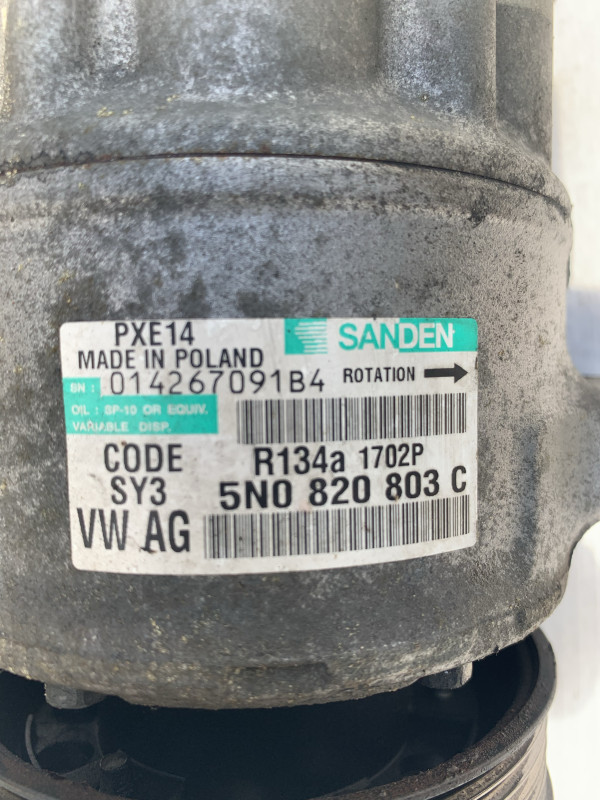 PXE14
SANDEN
MADE IN POLAND
SN : 014267091B4
ROTATION
OIL : SP-10 OR EQUIV.
VARIABLE DISP.
CODE
R134a 1702P
SY3
5N0 820 803 C
VW AG